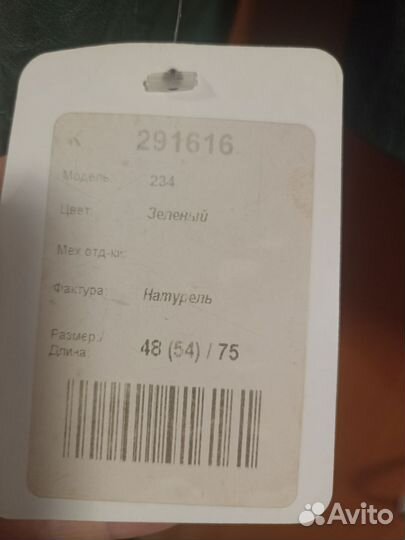 К 291616
Модель: 234
Цвет: Зеленый
Мех отд-ки:
Фактура: Натурель
Размер /
Длина: 48 (54) / 75
Avito